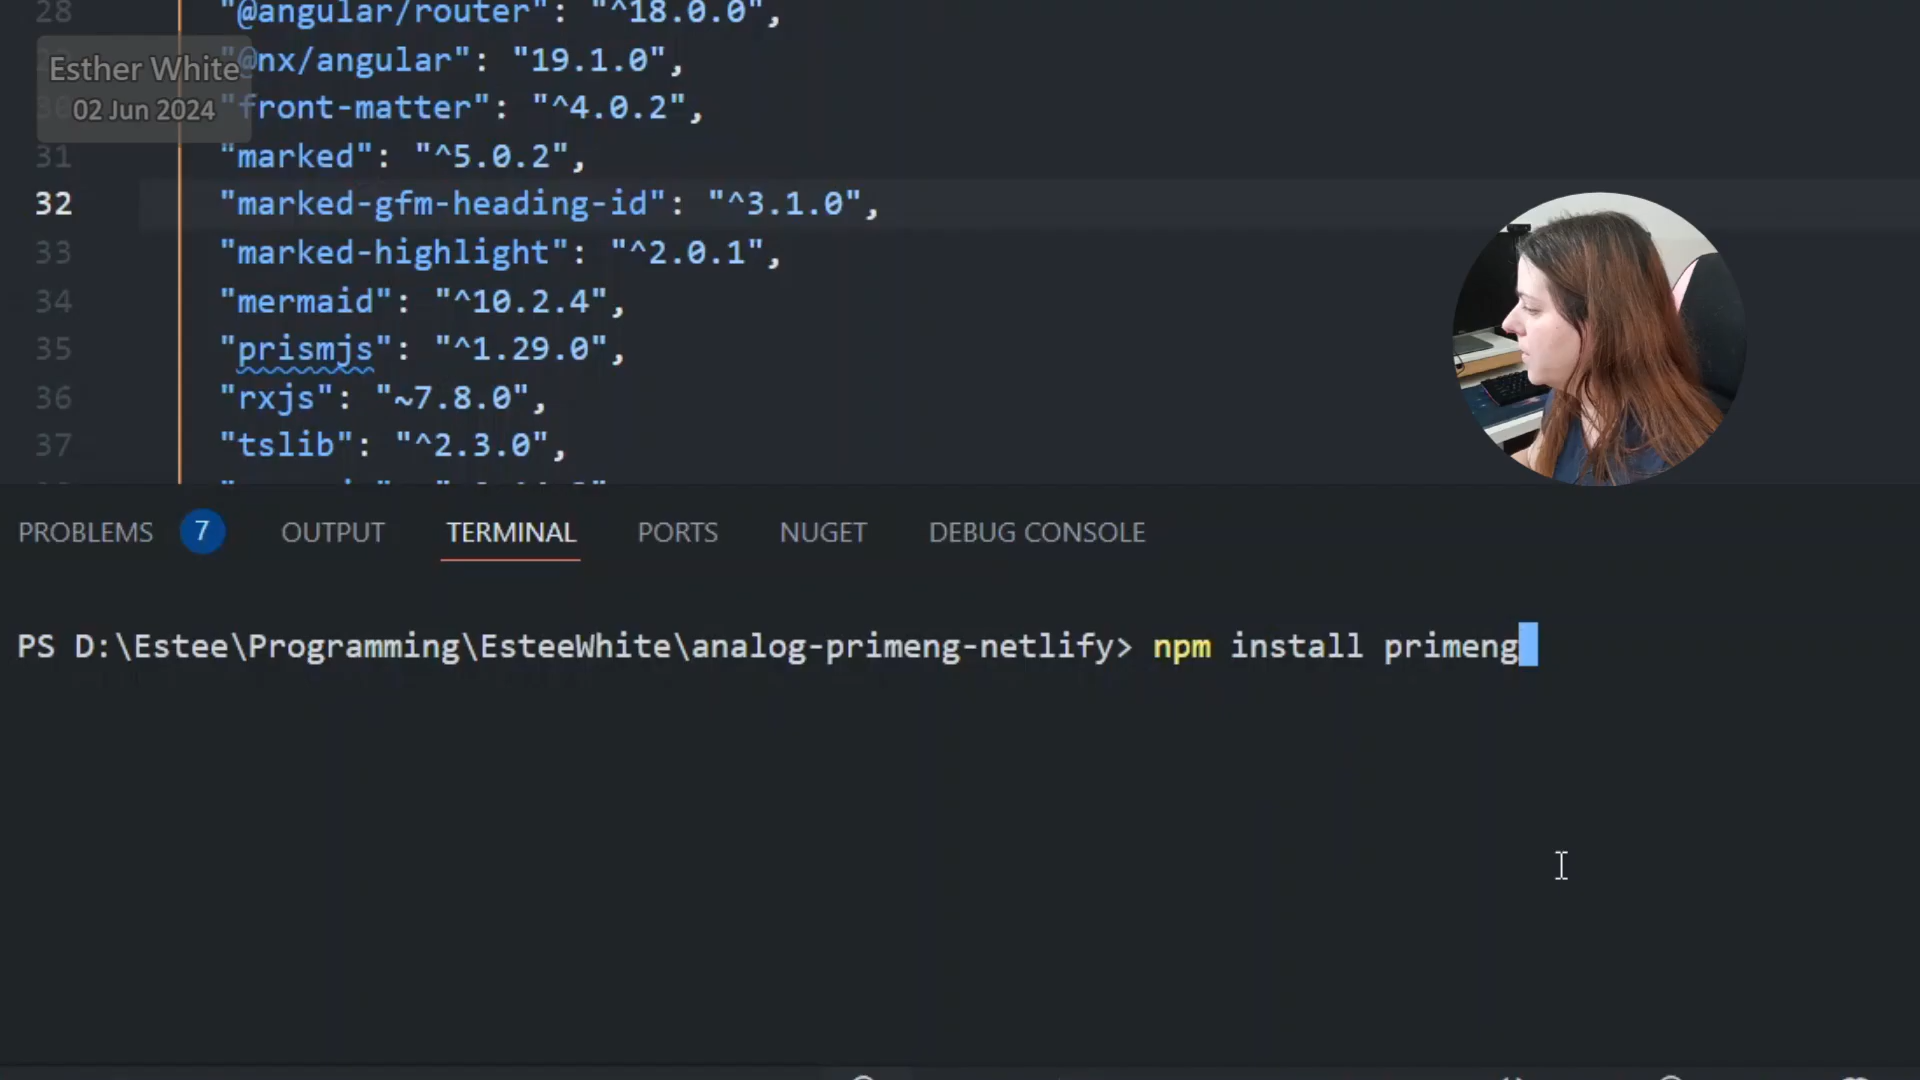 28 "@angular/router": "^18.0.0",
Esther White
02 Jun 2024
"@nx/angular": "19.1.0",
"front-matter": "^4.0.2",
31 "marked": "^5.0.2",
32 "marked-gfm-heading-id": "^3.1.0",
33 "marked-highlight": "^2.0.1",
34 "mermaid": "^10.2.4",
35 "prismjs": "^1.29.0",
36 "rxjs": "~7.8.0",
37 "tslib": "^2.3.0",
PROBLEMS 7 OUTPUT TERMINAL PORTS NUGET DEBUG CONSOLE
PS D:\Estee\Programming\EsteeWhite\analog-primeng-netlify> npm install primeng